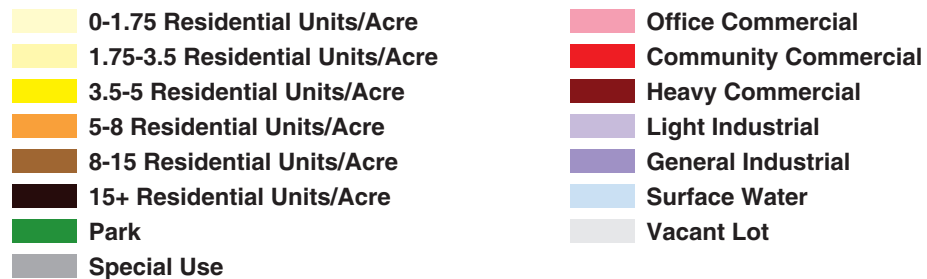 0-1.75 Residential Units/Acre
1.75-3.5 Residential Units/Acre
3.5-5 Residential Units/Acre
5-8 Residential Units/Acre
8-15 Residential Units/Acre
15+ Residential Units/Acre
Park
Special Use
Office Commercial
Community Commercial
Heavy Commercial
Light Industrial
General Industrial
Surface Water
Vacant Lot